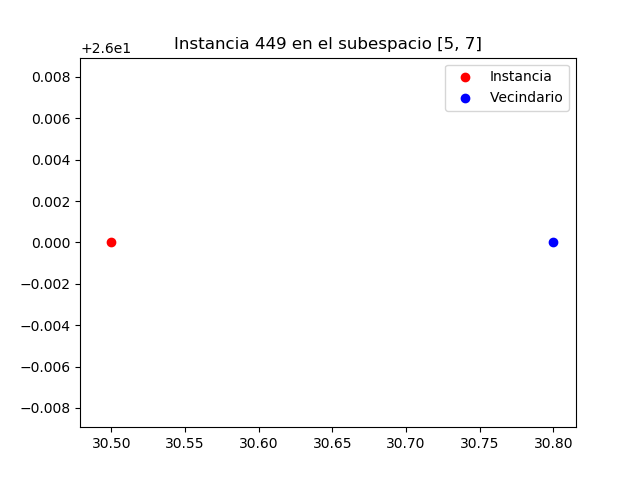 Instancia 449 en el subespacio [5, 7]
+2.6e1
Instancia
Vecindario
0.008
0.006
0.004
0.002
0.000
−0.002
−0.004
−0.006
−0.008
30.50 30.55 30.60 30.65 30.70 30.75 30.80